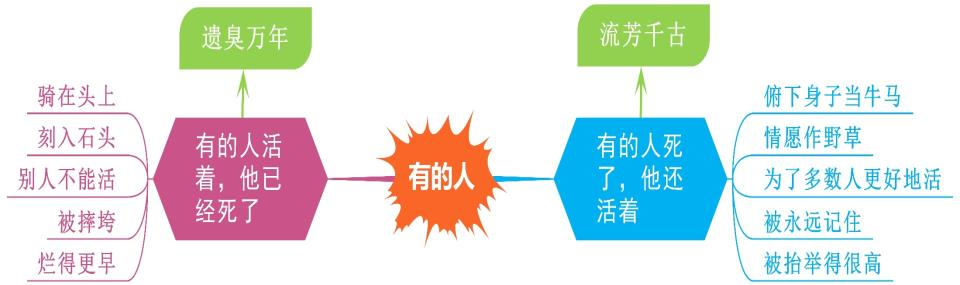 遗臭万年
流芳千古
骑在头上
刻入石头
别人不能活
被摔垮
烂得更早
有的人活
着，他已
经死了
有的人
有的人死
了，他还
活着
俯下身子当牛马
情愿作野草
为了多数人更好地活
被永远记住
被抬举得很高